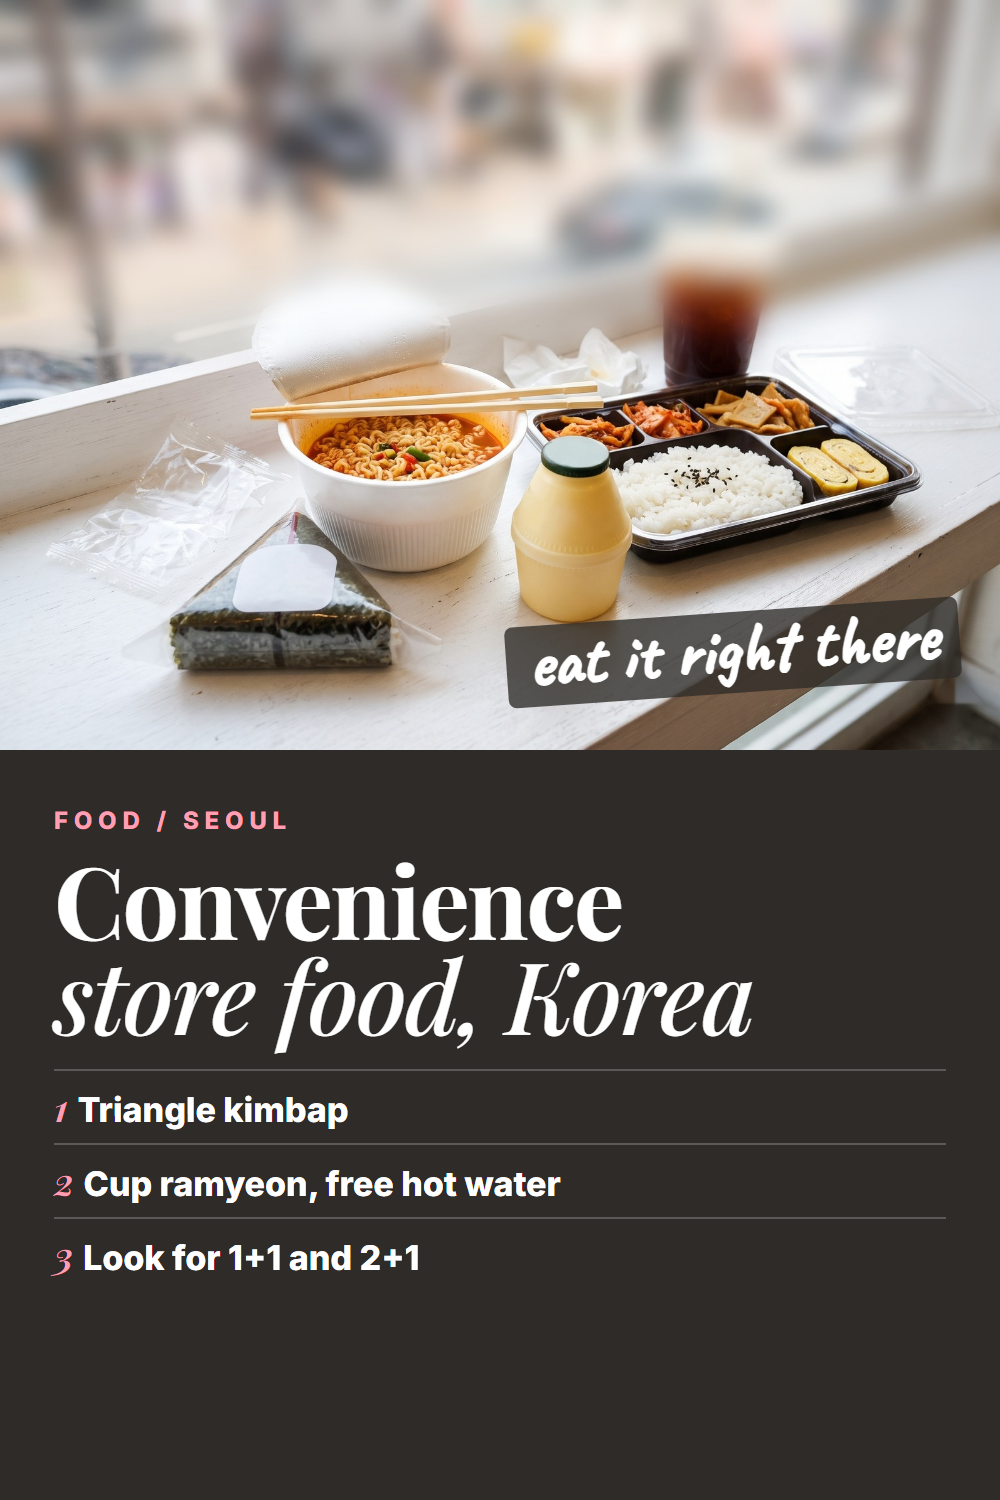 eat it right there
FOOD / SEOUL
Convenience
store food, Korea
1 Triangle kimbap
2 Cup ramyeon, free hot water
3 Look for 1+1 and 2+1